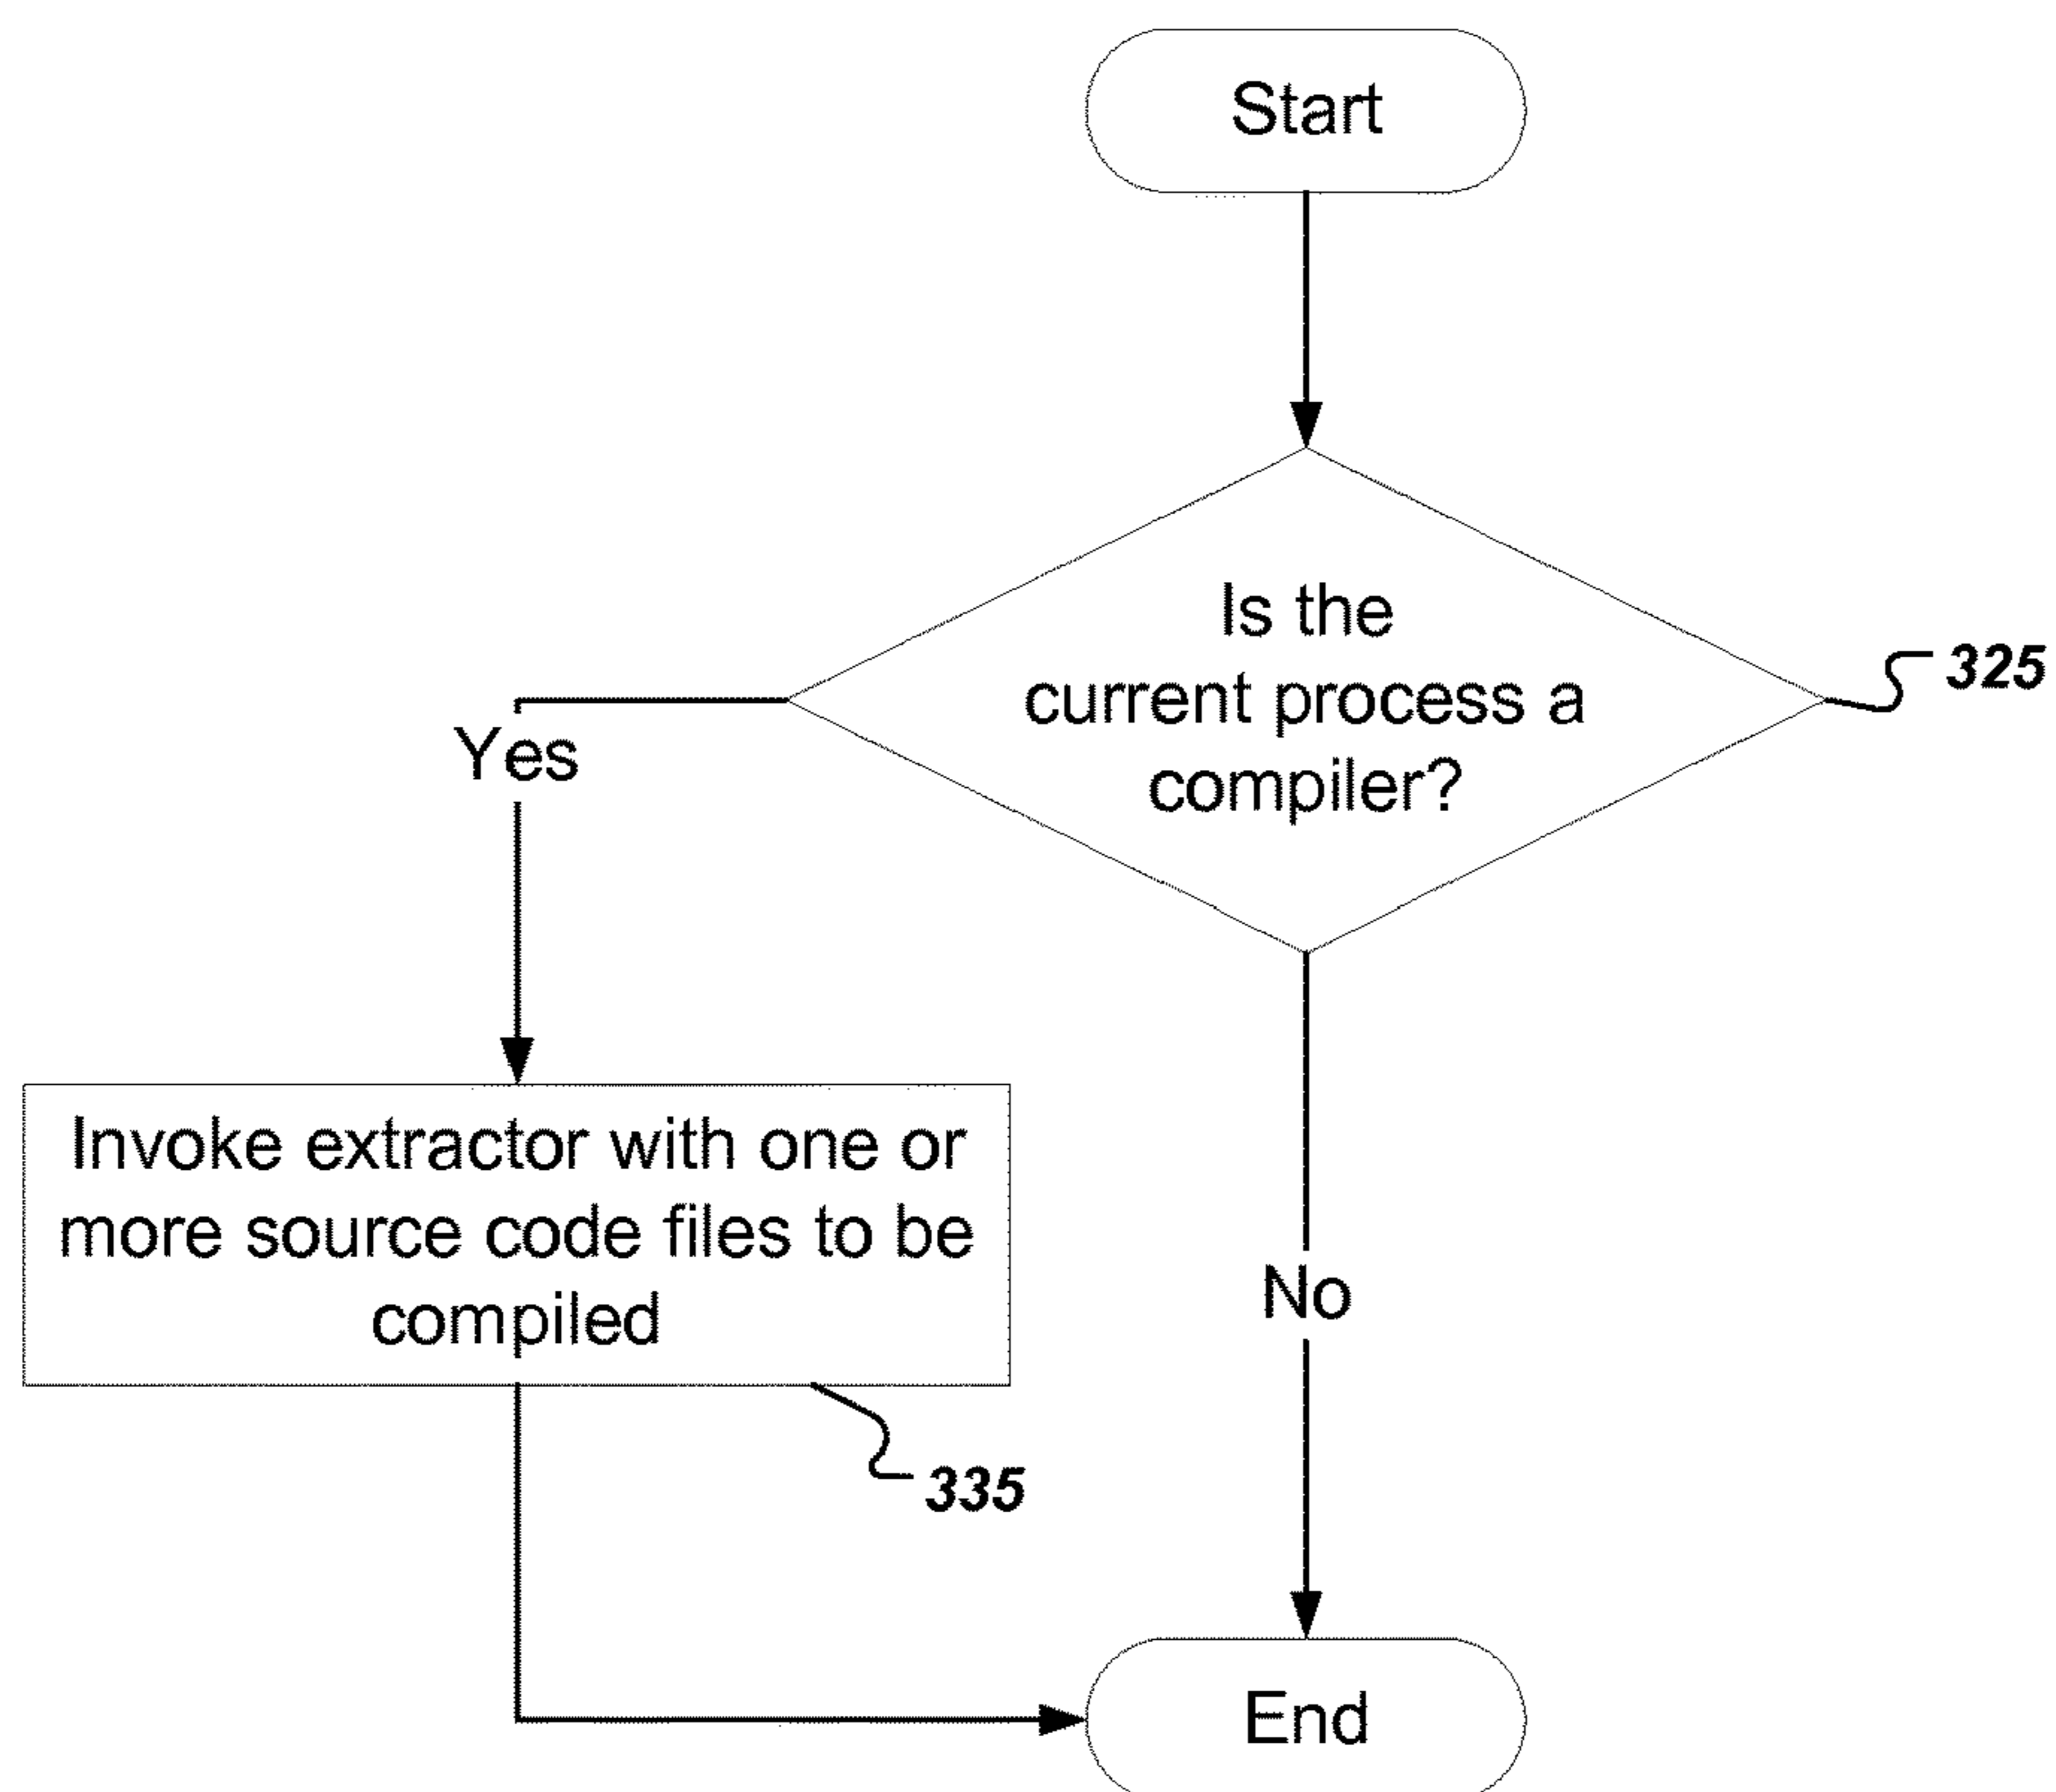 Start
Is the
current process a
compiler?
325
Yes
Invoke extractor with one or
more source code files to be
compiled
No
335
End